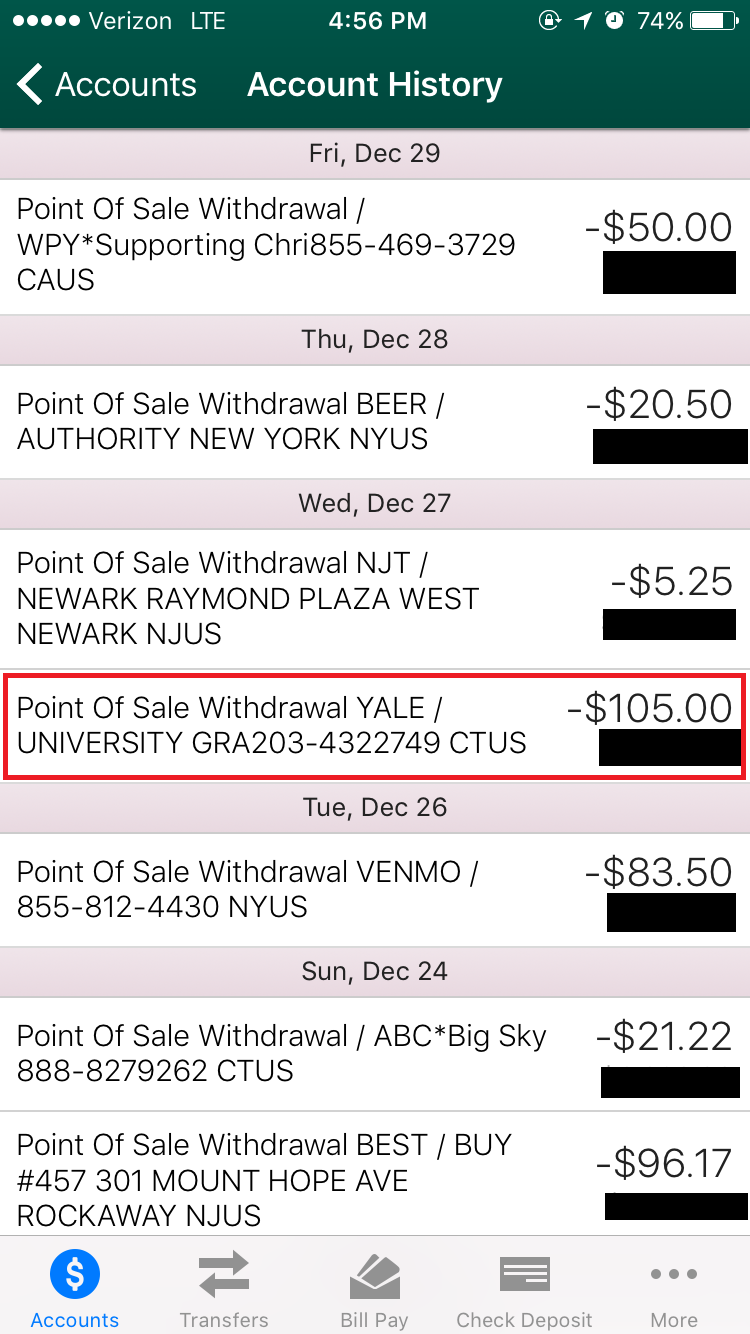 Verizon LTE 4:56 PM 74%
Accounts Account History
Fri, Dec 29
Point Of Sale Withdrawal /
WPY*Supporting Chri855-469-3729
CAUS
-$50.00
Thu, Dec 28
Point Of Sale Withdrawal BEER /
AUTHORITY NEW YORK NYUS
-$20.50
Wed, Dec 27
Point Of Sale Withdrawal NJT /
NEWARK RAYMOND PLAZA WEST
NEWARK NJUS
-$5.25
Point Of Sale Withdrawal YALE /
UNIVERSITY GRA203-4322749 CTUS
-$105.00
Tue, Dec 26
Point Of Sale Withdrawal VENMO /
855-812-4430 NYUS
-$83.50
Sun, Dec 24
Point Of Sale Withdrawal / ABC*Big Sky
888-8279262 CTUS
-$21.22
Point Of Sale Withdrawal BEST / BUY
#457 301 MOUNT HOPE AVE
ROCKAWAY NJUS
-$96.17
$
Accounts Transfers Bill Pay Check Deposit More